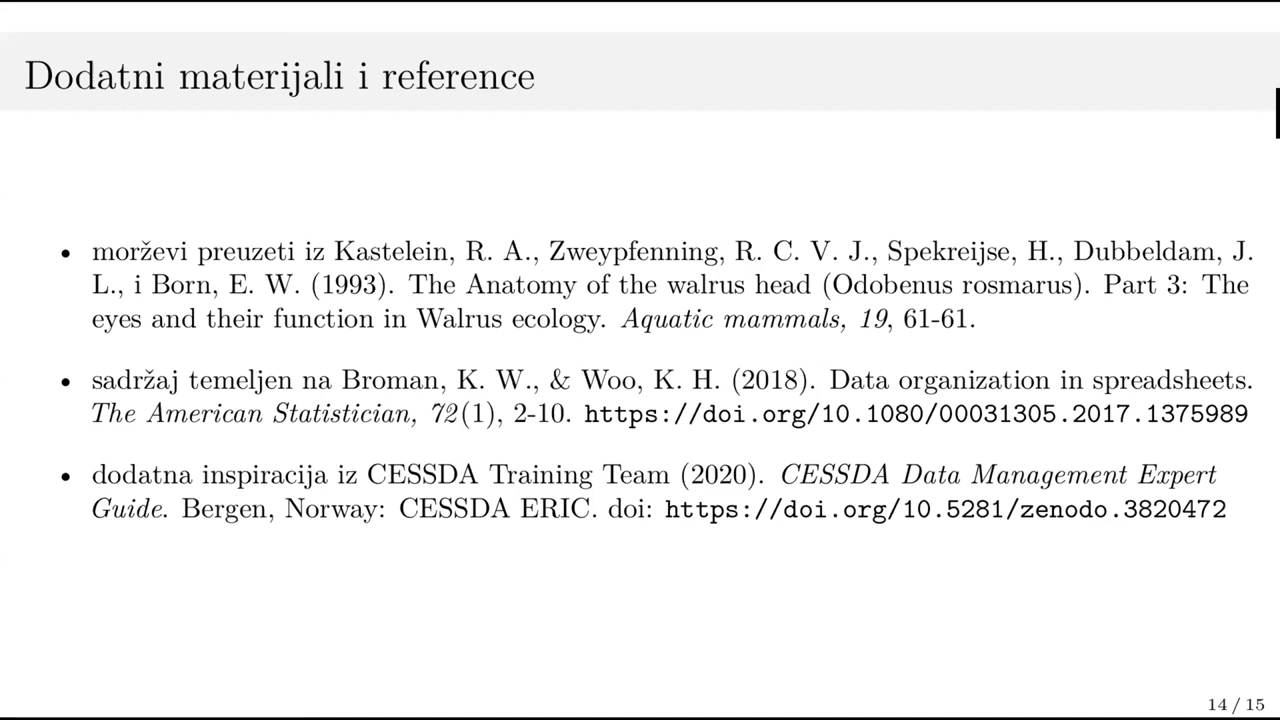 Dodatni materijali i reference
• morževi preuzeti iz Kastelein, R. A., Zweypfenning, R. C. V. J., Spekreijse, H., Dubbeldam, J.
L., i Born, E. W. (1993). The Anatomy of the walrus head (Odobenus rosmarus). Part 3: The
eyes and their function in Walrus ecology. Aquatic mammals, 19, 61-61.
• sadržaj temeljen na Broman, K. W., & Woo, K. H. (2018). Data organization in spreadsheets.
The American Statistician, 72(1), 2-10. https://doi.org/10.1080/00031305.2017.1375989
• dodatna inspiracija iz CESSDA Training Team (2020). CESSDA Data Management Expert
Guide. Bergen, Norway: CESSDA ERIC. doi: https://doi.org/10.5281/zenodo.3820472
14 / 15